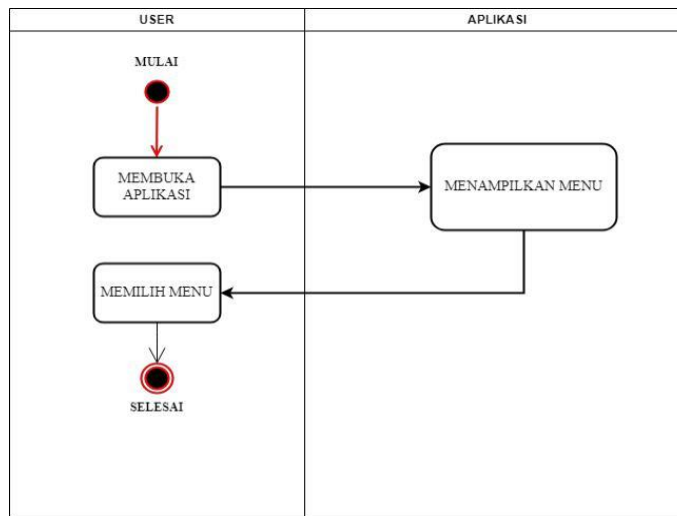 USER
APLIKASI
MULAI
MEMBUKA
APLIKASI
MENAMPILKAN MENU
MEMILIH MENU
SELESAI